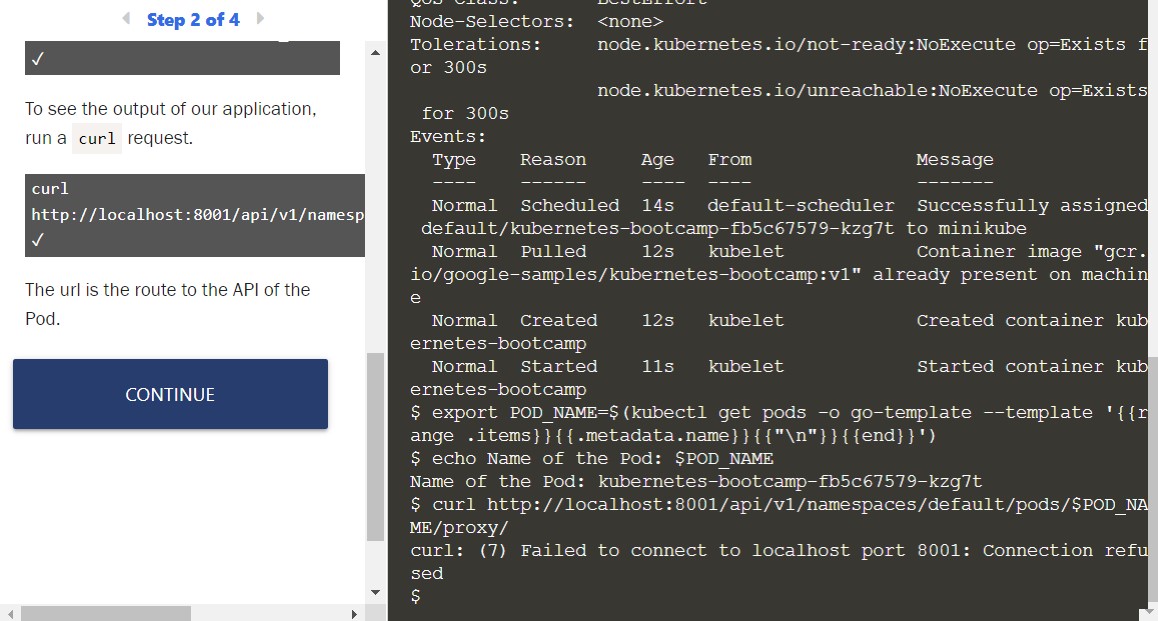 Step 2 of 4
✓
To see the output of our application,
run a curl request.
curl
http://localhost:8001/api/v1/namesp
✓
The url is the route to the API of the
Pod.
CONTINUE
QoS Class:       BestEffort
Node-Selectors:  <none>
Tolerations:     node.kubernetes.io/not-ready:NoExecute op=Exists f
or 300s
                 node.kubernetes.io/unreachable:NoExecute op=Exists
 for 300s
Events:
  Type    Reason     Age   From               Message
  ----    ------     ----  ----               -------
  Normal  Scheduled  14s   default-scheduler  Successfully assigned
 default/kubernetes-bootcamp-fb5c67579-kzg7t to minikube
  Normal  Pulled     12s   kubelet            Container image "gcr.
io/google-samples/kubernetes-bootcamp:v1" already present on machin
e
  Normal  Created    12s   kubelet            Created container kub
ernetes-bootcamp
  Normal  Started    11s   kubelet            Started container kub
ernetes-bootcamp
$ export POD_NAME=$(kubectl get pods -o go-template --template '{{r
ange .items}}{{.metadata.name}}{{"\n"}}{{end}}')
$ echo Name of the Pod: $POD_NAME
Name of the Pod: kubernetes-bootcamp-fb5c67579-kzg7t
$ curl http://localhost:8001/api/v1/namespaces/default/pods/$POD_NA
ME/proxy/
curl: (7) Failed to connect to localhost port 8001: Connection refu
sed
$